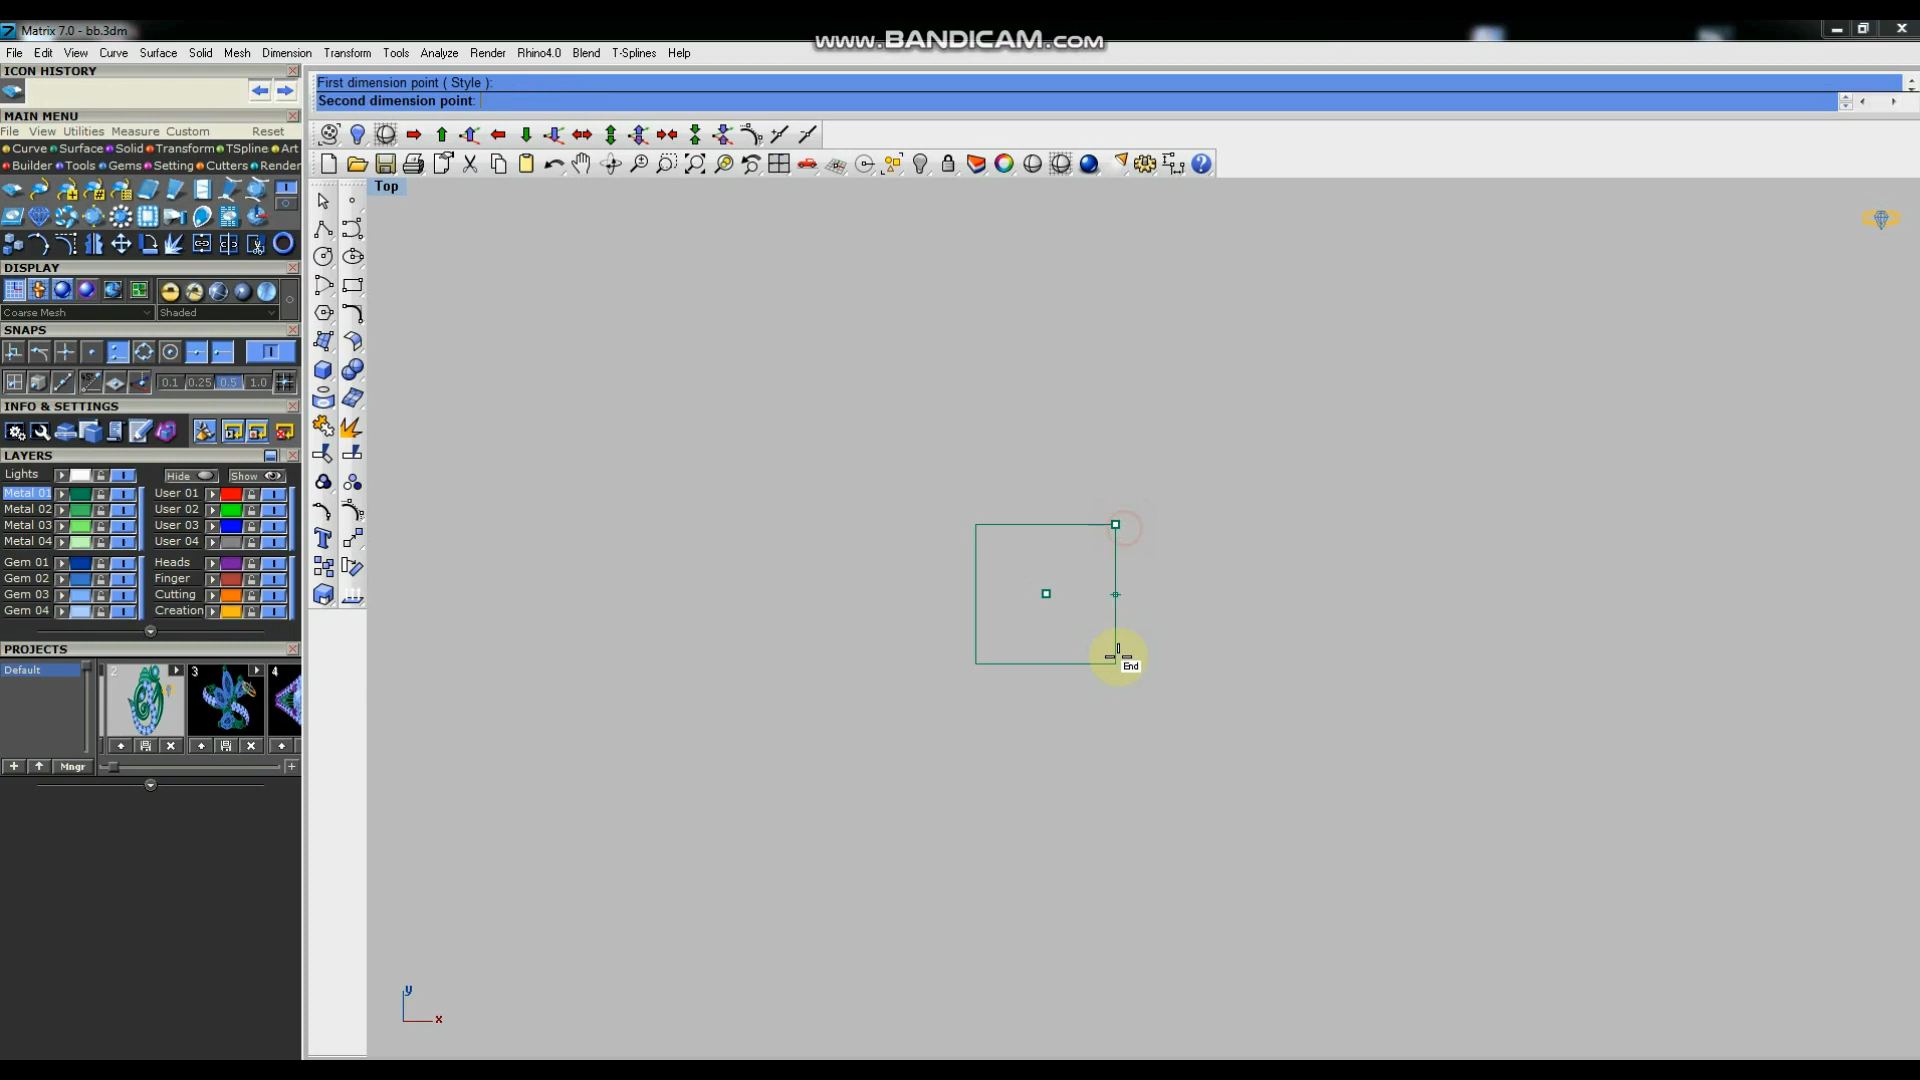 Matrix 7.0 - bb.3dm
www.BANDICAM.com
File Edit View Curve Surface Solid Mesh Dimension Transform Tools Analyze Render Rhino4.0 Blend T-Splines Help
ICON HISTORY
First dimension point ( Style ):
Second dimension point:
MAIN MENU
File View Utilities Measure Custom Reset
Curve Surface Solid Transform TSpline Art
Builder Tools Gems Setting Cutters Render
Top
DISPLAY
Coarse Mesh Shaded
SNAPS
0.1 0.25 0.5 1.0
INFO & SETTINGS
LAYERS
Lights Hide Show
Metal 01 User 01
Metal 02 User 02
Metal 03 User 03
Metal 04 User 04
Gem 01 Heads
Gem 02 Finger
Gem 03 Cutting
Gem 04 Creation
End
PROJECTS
Default 2 3 4
Mngr
y
x